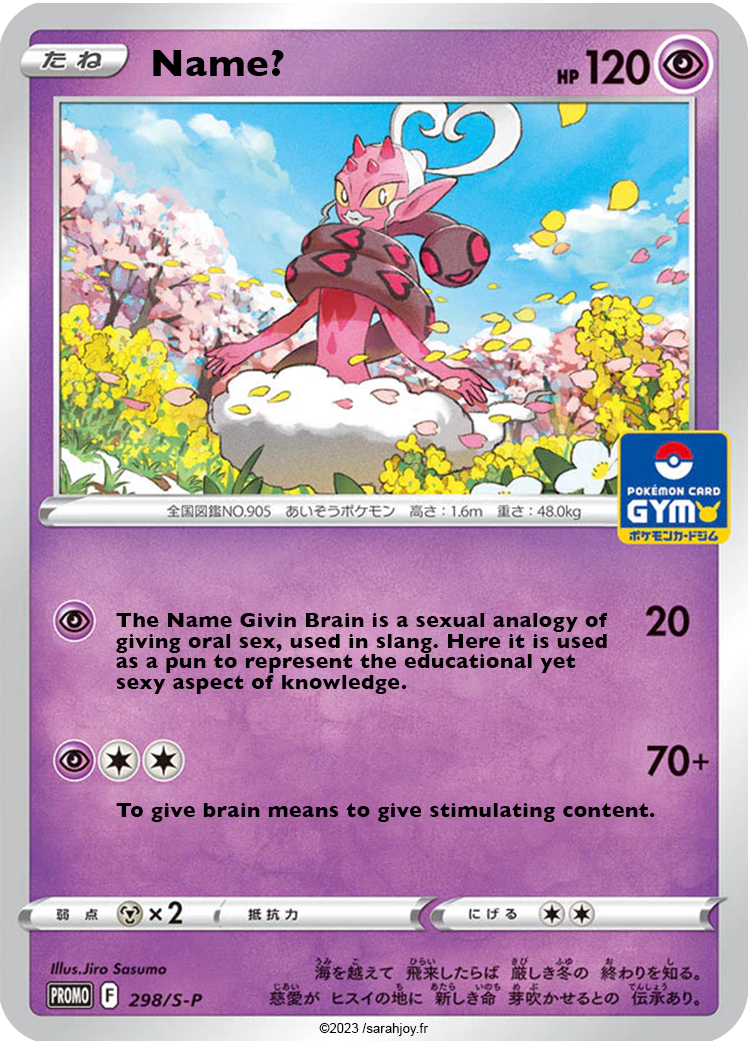 たね Name? HP 120
全国図鑑NO.905 あいそうポケモン 高さ:1.6m 重さ:48.0kg
POKÉMON CARD
GYM
ポケモンカードジム
The Name Givin Brain is a sexual analogy of 20
giving oral sex, used in slang. Here it is used
as a pun to represent the educational yet
sexy aspect of knowledge.
70+
To give brain means to give stimulating content.
弱点 ×2 抵抗力 にげる
Illus.Jiro Sasumo
PROMO F 298/S-P
海を越えて 飛来したらば 厳しき冬の 終わりを知る。
慈愛が ヒスイの地に 新しき命 芽吹かせるとの 伝承あり。
©2023 /sarahjoy.fr